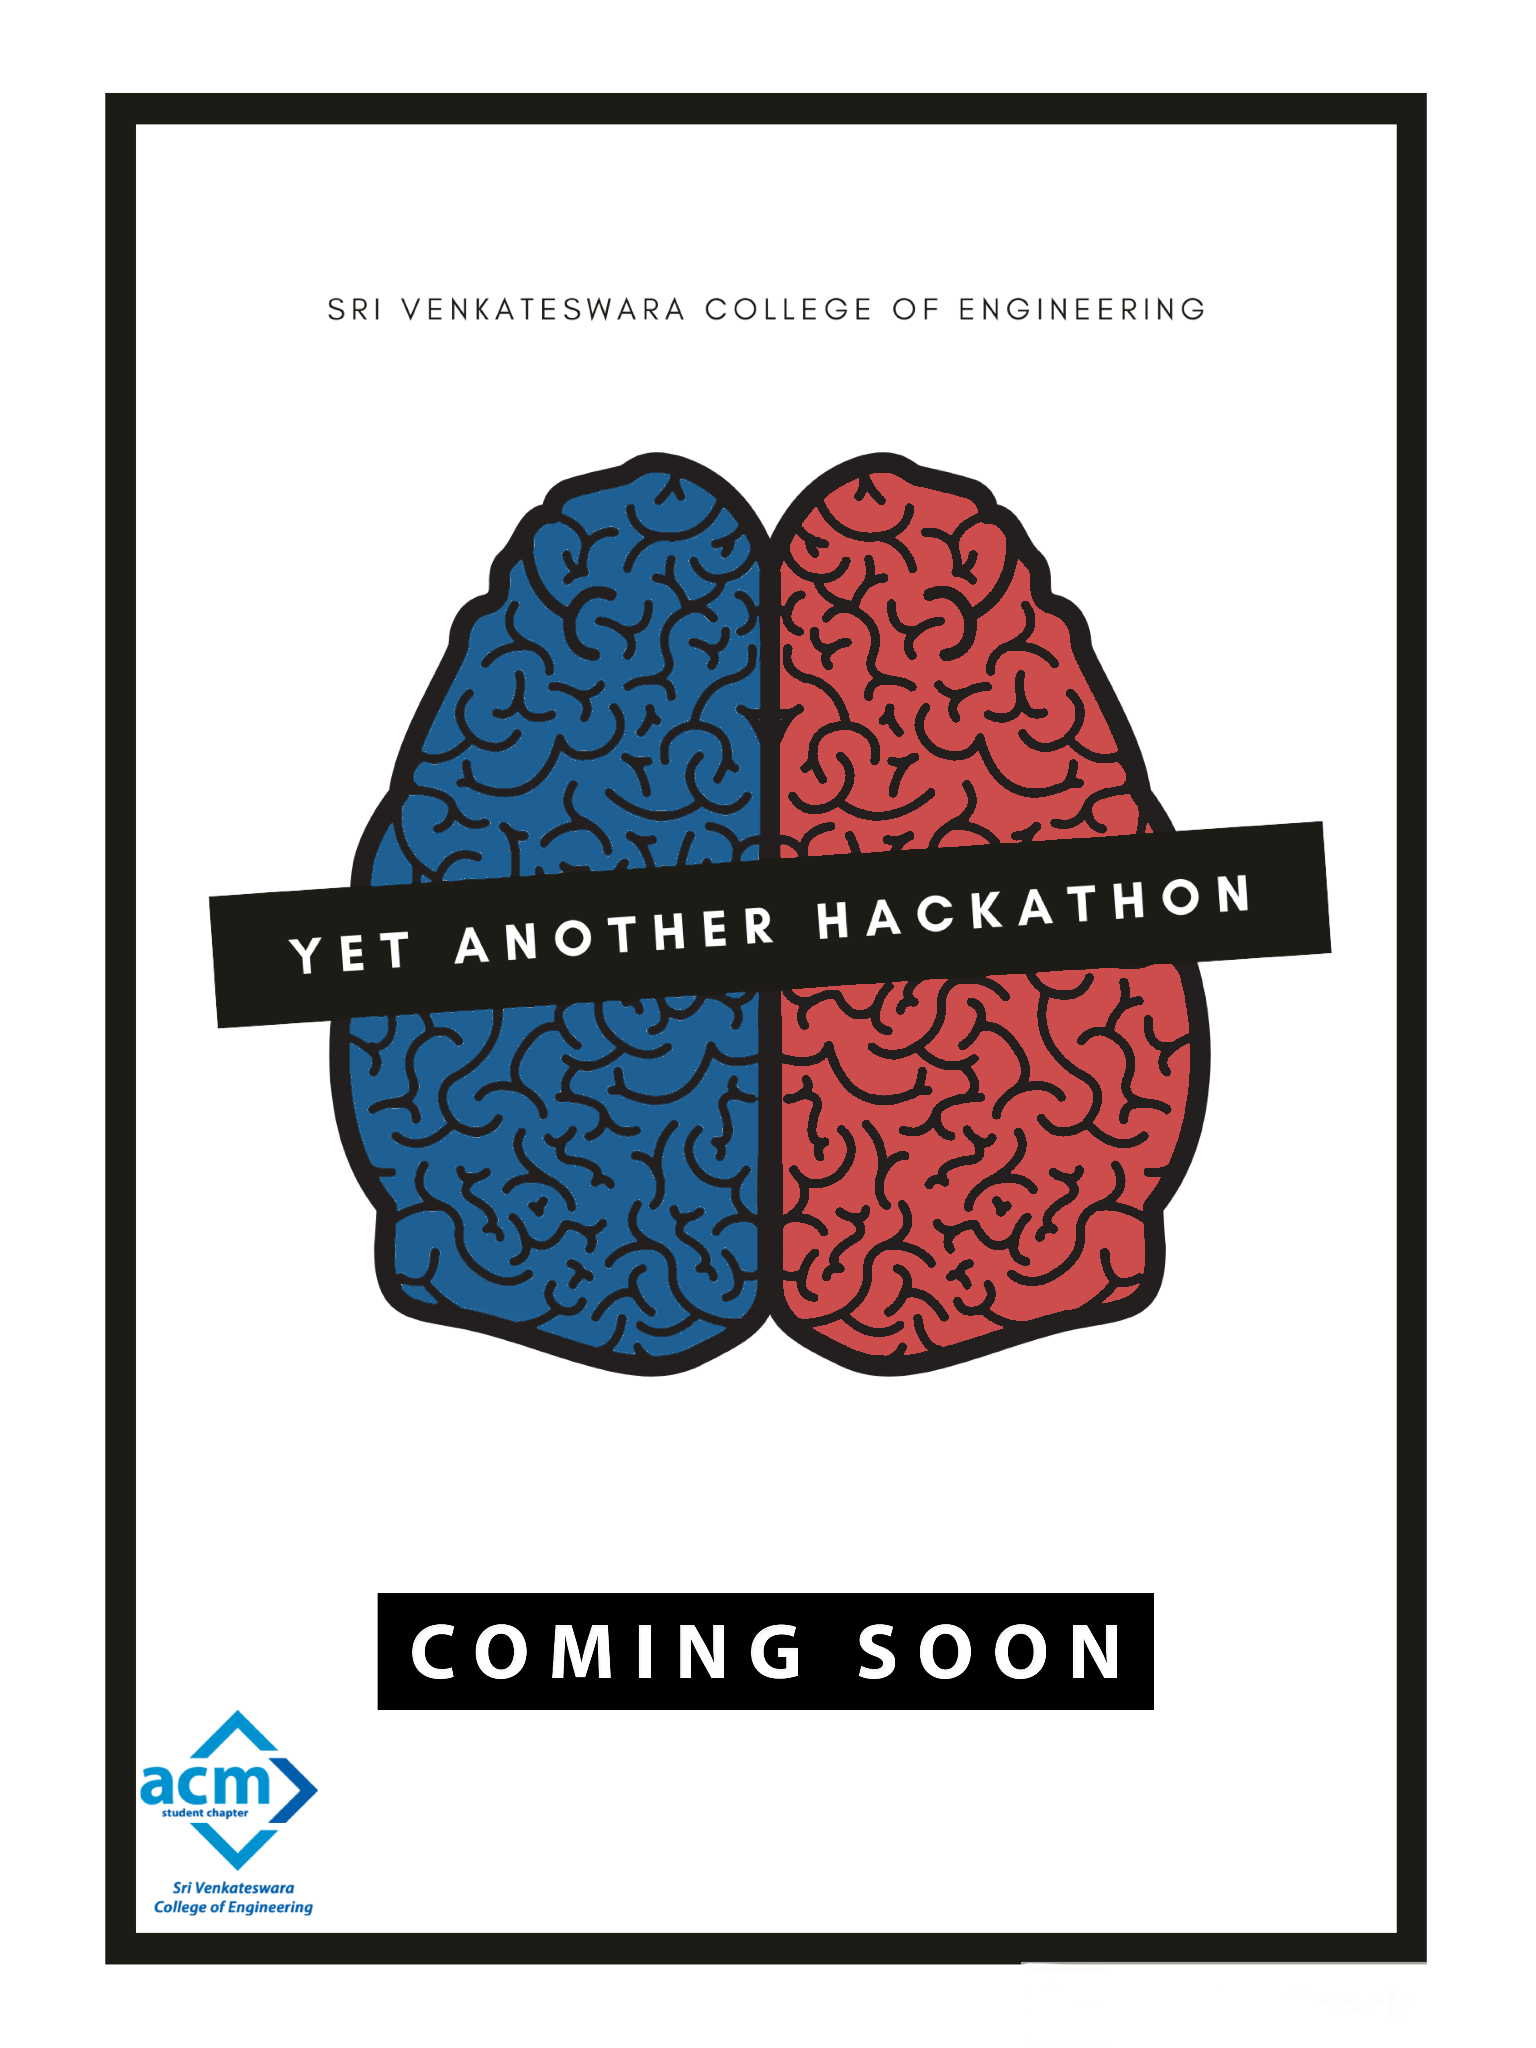 SRI VENKATESWARA COLLEGE OF ENGINEERING
YET ANOTHER HACKATHON
COMING SOON
acm
student chapter
Sri Venkateswara
College of Engineering